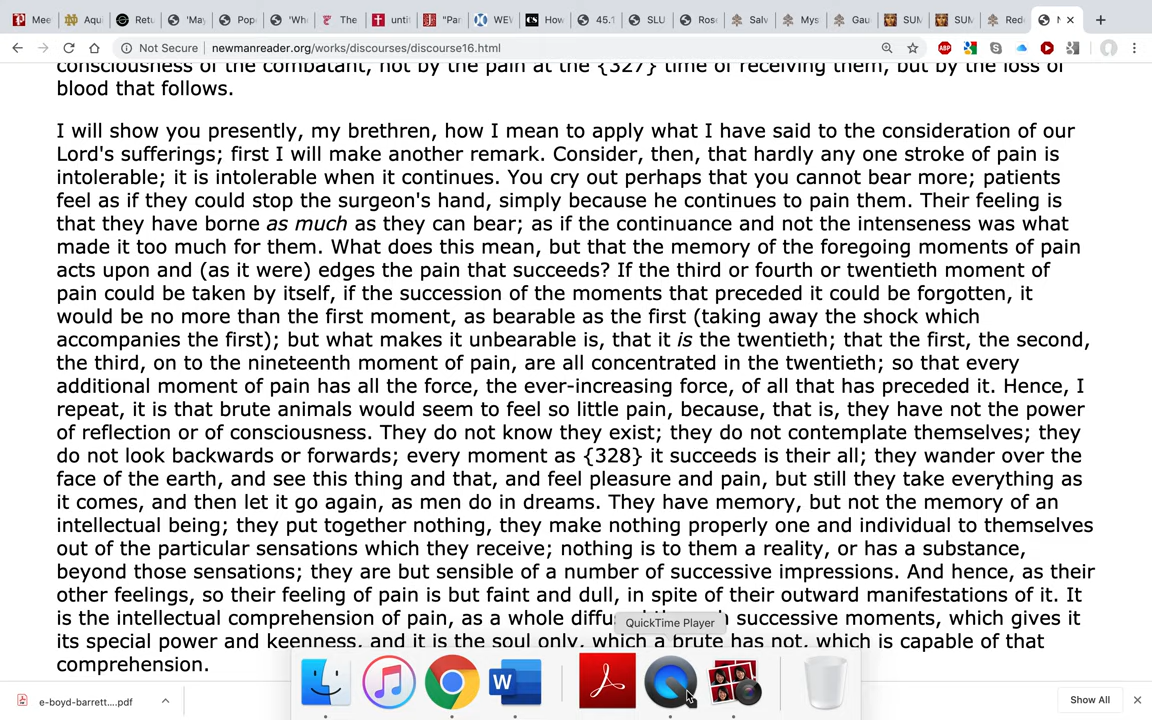 Mee
Aqu
Retu
'May
Pop
'Wh
The
unti
"Par
WEW
How
45.1
SLU
Rose
Salv
Mys
Gau
SUM
SUM
Rede
N
Not Secure
newmanreader.org/works/discourses/discourse16.html
consciousness of the combatant, not by the pain at the {327} time of receiving them, but by the loss of
blood that follows.
I will show you presently, my brethren, how I mean to apply what I have said to the consideration of our
Lord's sufferings; first I will make another remark. Consider, then, that hardly any one stroke of pain is
intolerable; it is intolerable when it continues. You cry out perhaps that you cannot bear more; patients
feel as if they could stop the surgeon's hand, simply because he continues to pain them. Their feeling is
that they have borne as much as they can bear; as if the continuance and not the intenseness was what
made it too much for them. What does this mean, but that the memory of the foregoing moments of pain
acts upon and (as it were) edges the pain that succeeds? If the third or fourth or twentieth moment of
pain could be taken by itself, if the succession of the moments that preceded it could be forgotten, it
would be no more than the first moment, as bearable as the first (taking away the shock which
accompanies the first); but what makes it unbearable is, that it is the twentieth; that the first, the second,
the third, on to the nineteenth moment of pain, are all concentrated in the twentieth; so that every
additional moment of pain has all the force, the ever-increasing force, of all that has preceded it. Hence, I
repeat, it is that brute animals would seem to feel so little pain, because, that is, they have not the power
of reflection or of consciousness. They do not know they exist; they do not contemplate themselves; they
do not look backwards or forwards; every moment as {328} it succeeds is their all; they wander over the
face of the earth, and see this thing and that, and feel pleasure and pain, but still they take everything as
it comes, and then let it go again, as men do in dreams. They have memory, but not the memory of an
intellectual being; they put together nothing, they make nothing properly one and individual to themselves
out of the particular sensations which they receive; nothing is to them a reality, or has a substance,
beyond those sensations; they are but sensible of a number of successive impressions. And hence, as their
other feelings, so their feeling of pain is but faint and dull, in spite of their outward manifestations of it. It
is the intellectual comprehension of pain, as a whole diffu successive moments, which gives it
QuickTime Player
its special power and keenness, and it is the soul only, which a brute has not, which is capable of that
comprehension.
W
e-boyd-barrett....pdf
Show All